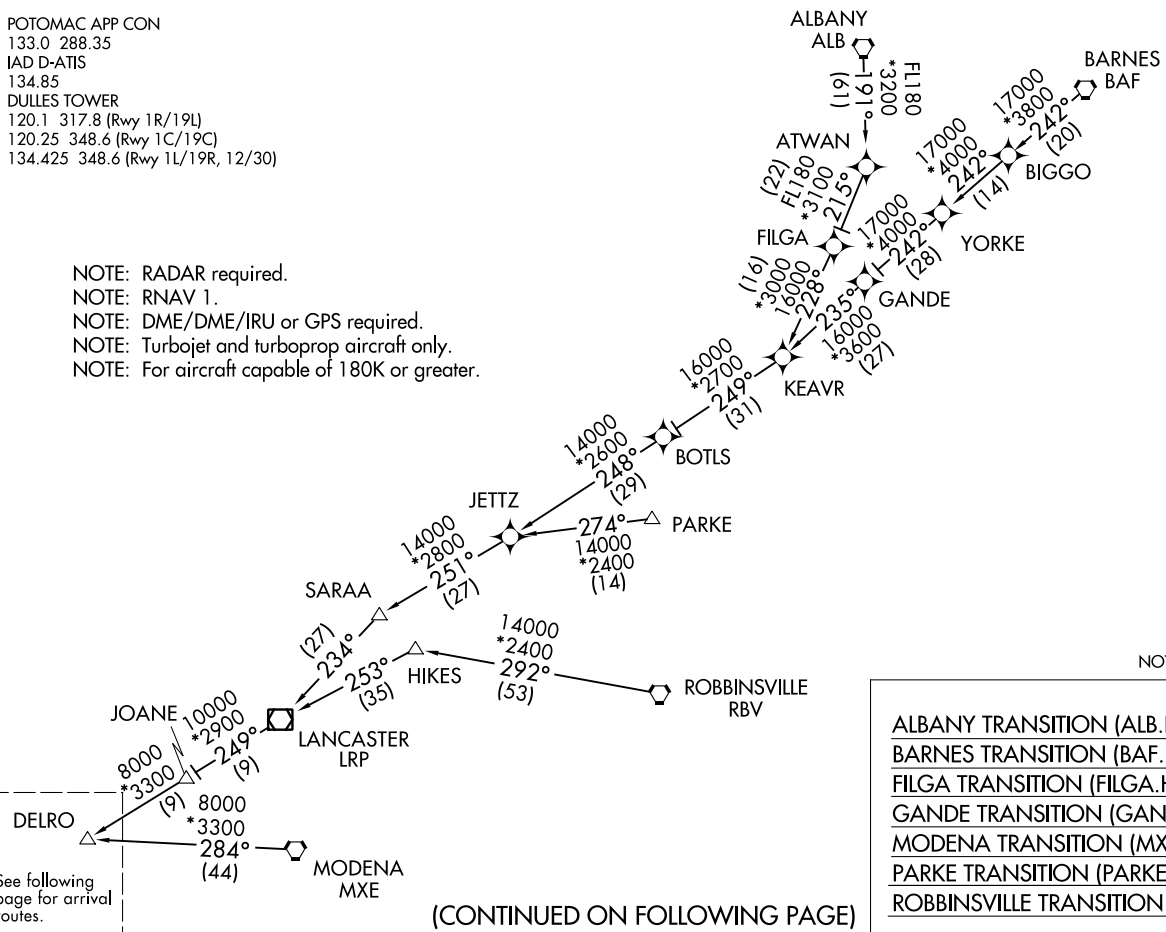 POTOMAC APP CON
133.0 288.35
IAD D-ATIS
134.85
DULLES TOWER
120.1 317.8 (Rwy 1R/19L)
120.25 348.6 (Rwy 1C/19C)
134.425 348.6 (Rwy 1L/19R, 12/30)
NOTE: RADAR required.
NOTE: RNAV 1.
NOTE: DME/DME/IRU or GPS required.
NOTE: Turbojet and turboprop aircraft only.
NOTE: For aircraft capable of 180K or greater.
ALBANY
ALB
FL180
*3200
191°
(61)
BARNES
BAF
17000
*3800
242°
(20)
BIGGO
17000
*4000
242°
(14)
YORKE
17000
*4000
242°
(28)
GANDE
ATWAN
(22)
FL180
*3100
215°
FILGA
(16)
*3000
16000
228°
235°
16000
*3600
(27)
KEAVR
16000
*2700
249°
(31)
BOTLS
14000
*2600
248°
(29)
JETTZ
274°
14000
*2400
(14)
PARKE
14000
*2800
251°
(27)
SARAA
(27)
234°
HIKES
253°
(35)
14000
*2400
292°
(53)
ROBBINSVILLE
RBV
LANCASTER
LRP
JOANE
10000
*2900
249°
(9)
8000
*3300
(9)
DELRO
8000
*3300
284°
(44)
MODENA
MXE
See following
page for arrival
routes.
(CONTINUED ON FOLLOWING PAGE)
NOT
ALBANY TRANSITION (ALB.
BARNES TRANSITION (BAF.
FILGA TRANSITION (FILGA.H
GANDE TRANSITION (GAN
MODENA TRANSITION (MX
PARKE TRANSITION (PARKE
ROBBINSVILLE TRANSITION